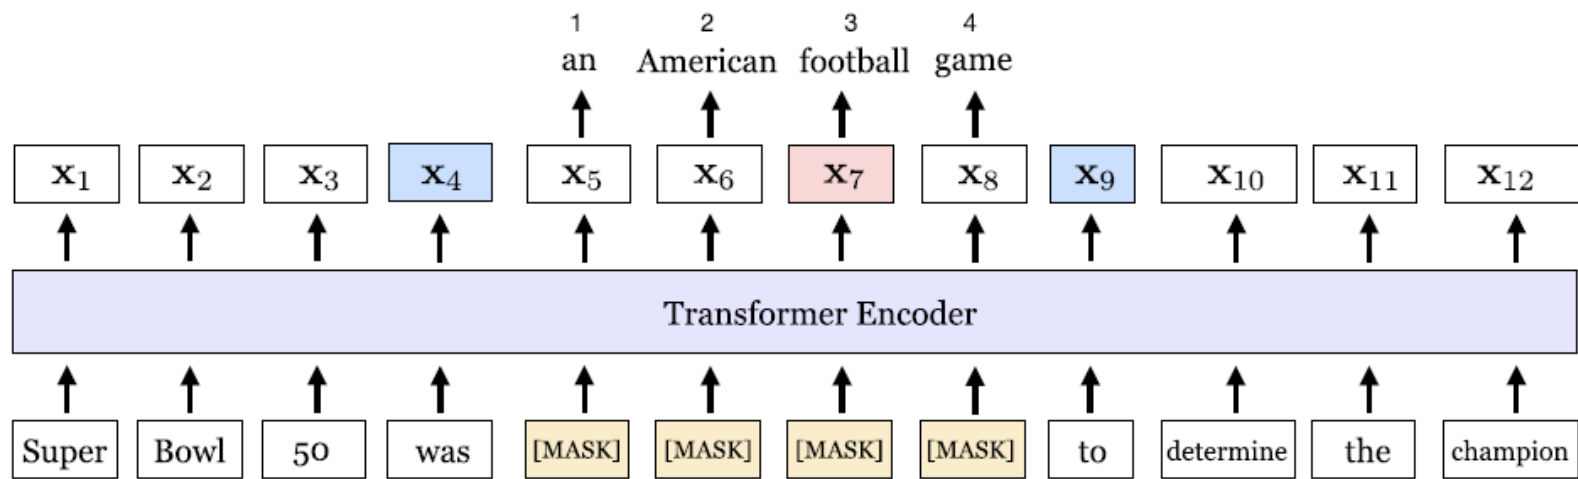 1 2 3 4
an American football game
x₁ x₂ x₃ x₄ x₅ x₆ x₇ x₈ x₉ x₁₀ x₁₁ x₁₂
Transformer Encoder
Super Bowl 50 was [MASK] [MASK] [MASK] [MASK] to determine the champion